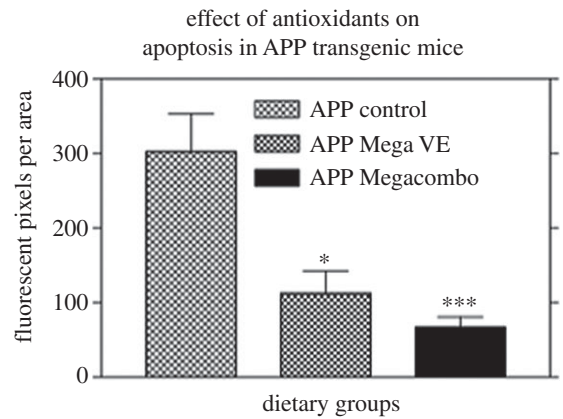 effect of antioxidants on
apoptosis in APP transgenic mice
fluorescent pixels per area
400
300
200
100
0
APP control
APP Mega VE
APP Megacombo
*
***
dietary groups